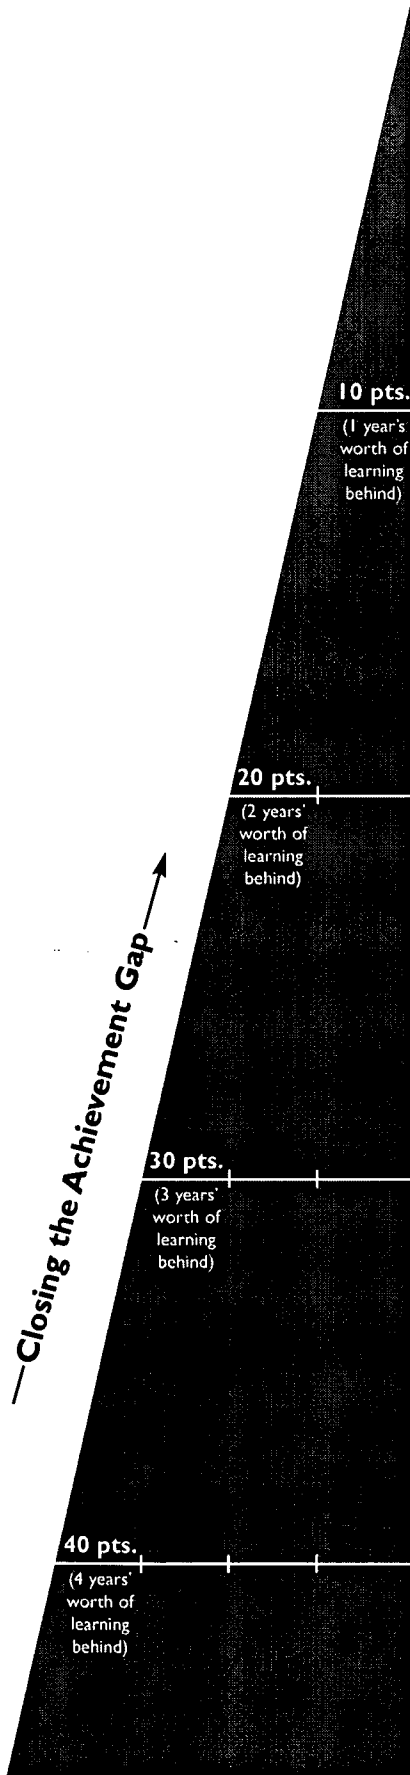 10 pts.
(1 year's
worth of
learning
behind)
20 pts.
(2 years'
worth of
learning
behind)
Closing the Achievement Gap
30 pts.
(3 years'
worth of
learning
behind)
40 pts.
(4 years'
worth of
learning
behind)